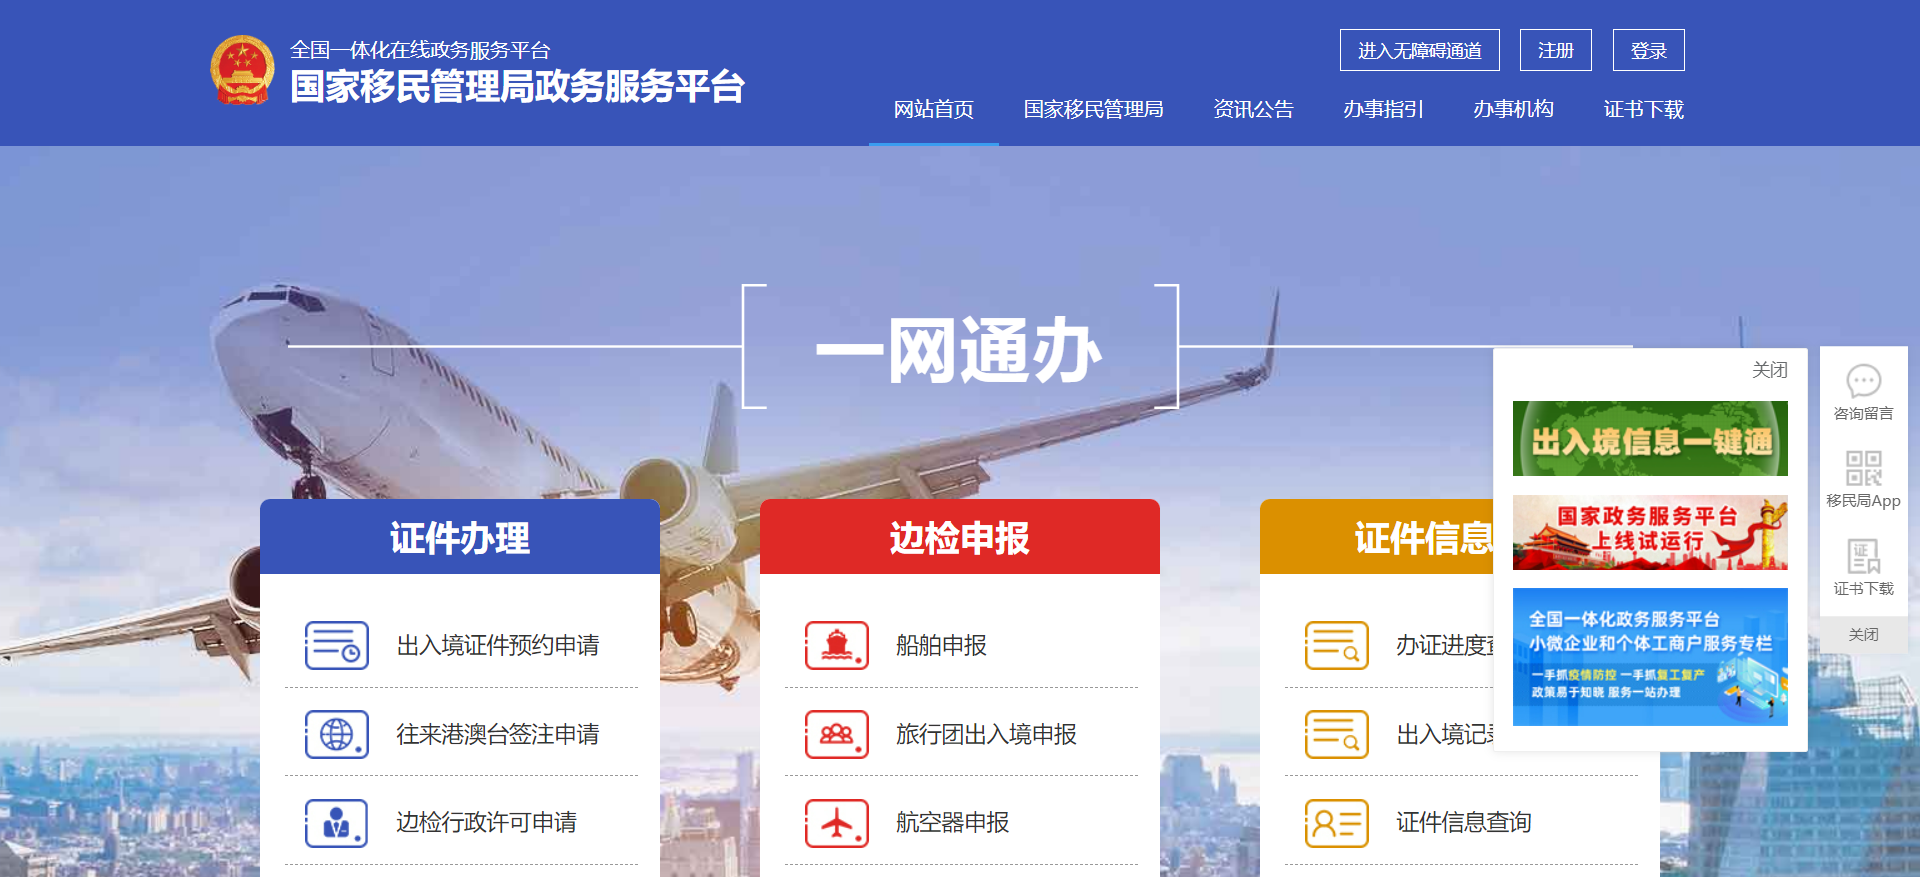 全国一体化在线政务服务平台
国家移民管理局政务服务平台
进入无障碍通道
注册
登录
网站首页
国家移民管理局
资讯公告
办事指引
办事机构
证书下载
一网通办
证件办理
出入境证件预约申请
往来港澳台签注申请
边检行政许可申请
边检申报
船舶申报
旅行团出入境申报
航空器申报
证件信息
办证进度
出入境记
证件信息查询
关闭
出入境信息一键通
国家政务服务平台
上线试运行
全国一体化政务服务平台
小微企业和个体工商户服务专栏
一手抓疫情防控 一手抓复工复产
政策易于知晓 服务一站办理
咨询留言
移民局App
证
证书下载
关闭